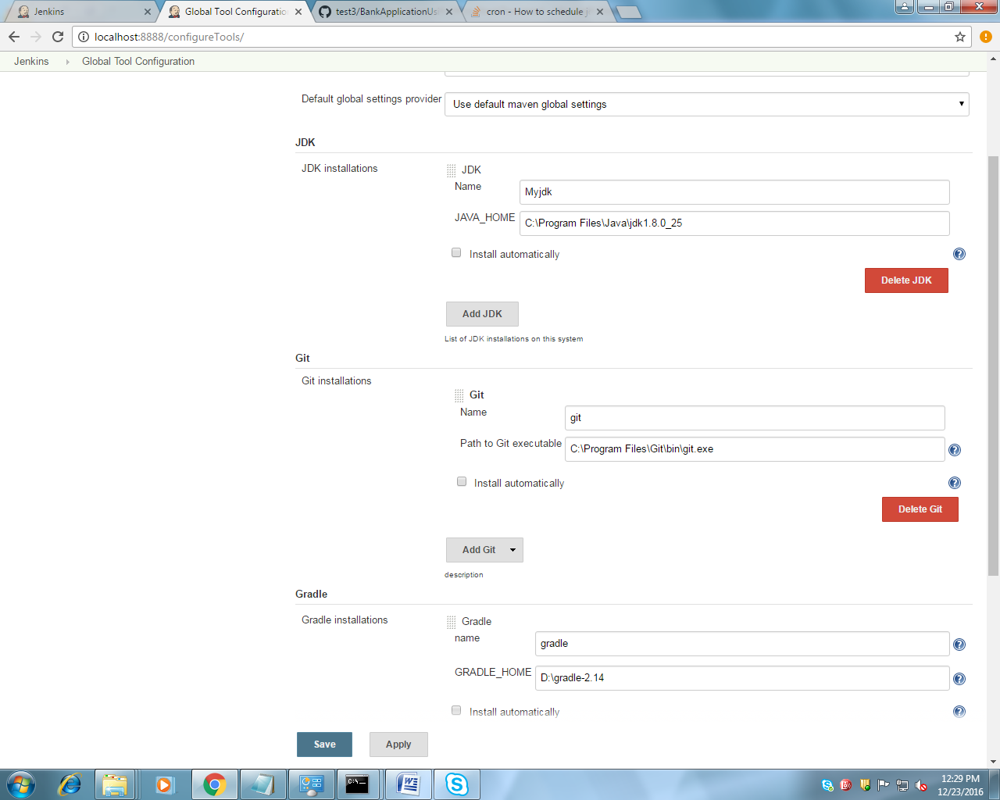 Jenkins
Global Tool Configuratio
test3/BankApplicationUs
cron - How to schedule j
localhost:8888/configureTools/
Jenkins
Global Tool Configuration
Default global settings provider
Use default maven global settings
JDK
JDK installations
JDK
Name
Myjdk
JAVA_HOME
C:\Program Files\Java\jdk1.8.0_25
Install automatically
Delete JDK
Add JDK
List of JDK installations on this system
Git
Git installations
Git
Name
git
Path to Git executable
C:\Program Files\Git\bin\git.exe
Install automatically
Delete Git
Add Git
description
Gradle
Gradle installations
Gradle
name
gradle
GRADLE_HOME
D:\gradle-2.14
Install automatically
Save
Apply
12:29 PM
12/23/2016